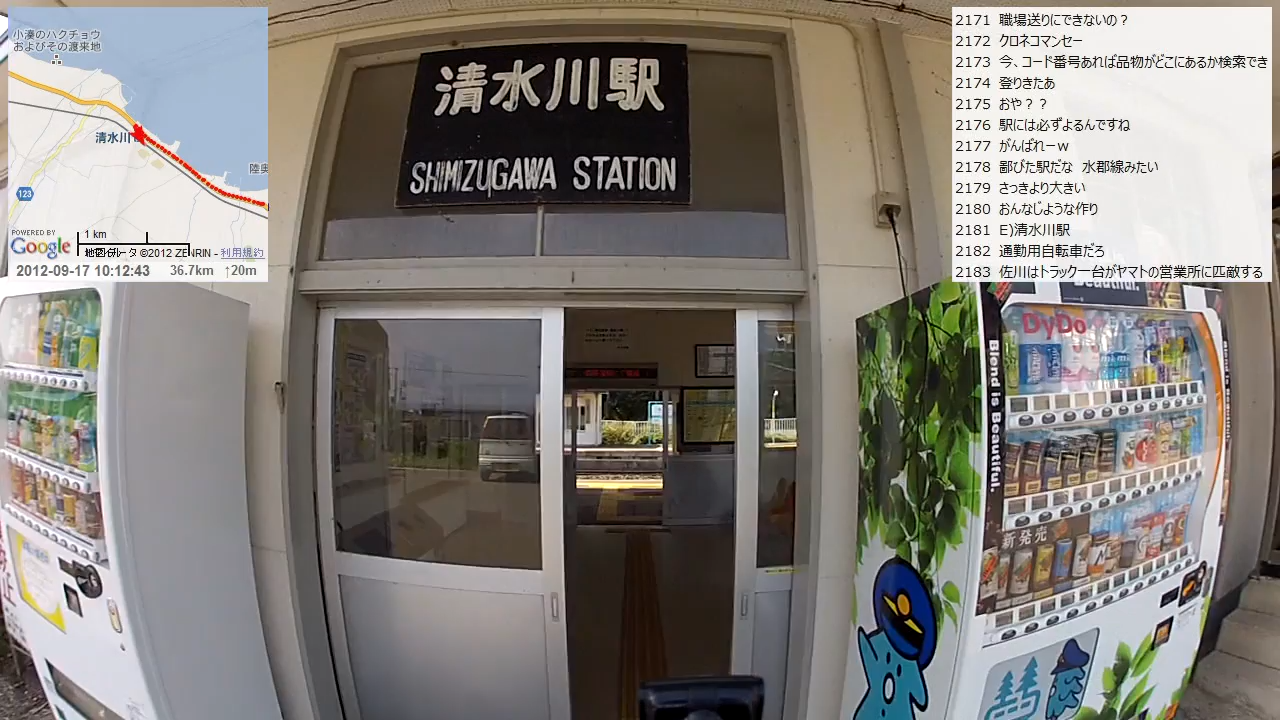 小湊のハクチョウ
およびその渡来地
清水川
陸奥
123
POWERED BY
Google
1 km
地図データ ©2012 ZENRIN - 利用規約
2012-09-17 10:12:43 36.7km ↑20m
清水川駅
SHIMIZUGAWA STATION
2171 職場送りにできないの？
2172 クロネコマンセー
2173 今、コード番号あれば品物がどこにあるか検索でき
2174 登りきたあ
2175 おや？？
2176 駅には必ずよるんですね
2177 がんばれーｗ
2178 鄙びた駅だな 水郡線みたい
2179 さっきより大きい
2180 おんなじような作り
2181 E)清水川駅
2182 通勤用自転車だろ
2183 佐川はトラック一台がヤマトの営業所に匹敵する
Beautiful.
DyDo
Blend is Beautiful.
新発売